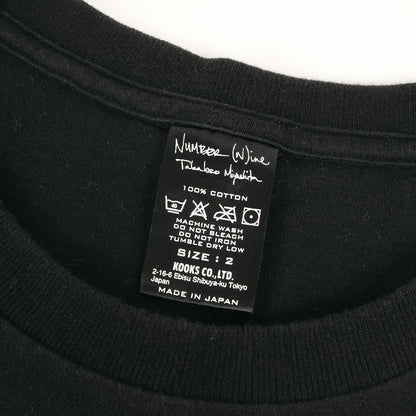 NUMBER (N)ine
Takahiro Miyashita
100% COTTON
MACHINE WASH
DO NOT BLEACH
DO NOT IRON
TUMBLE DRY LOW
SIZE : 2
KOOKS CO.,LTD.
2-16-6 Ebisu Shibuya-ku Tokyo
Japan
MADE IN JAPAN